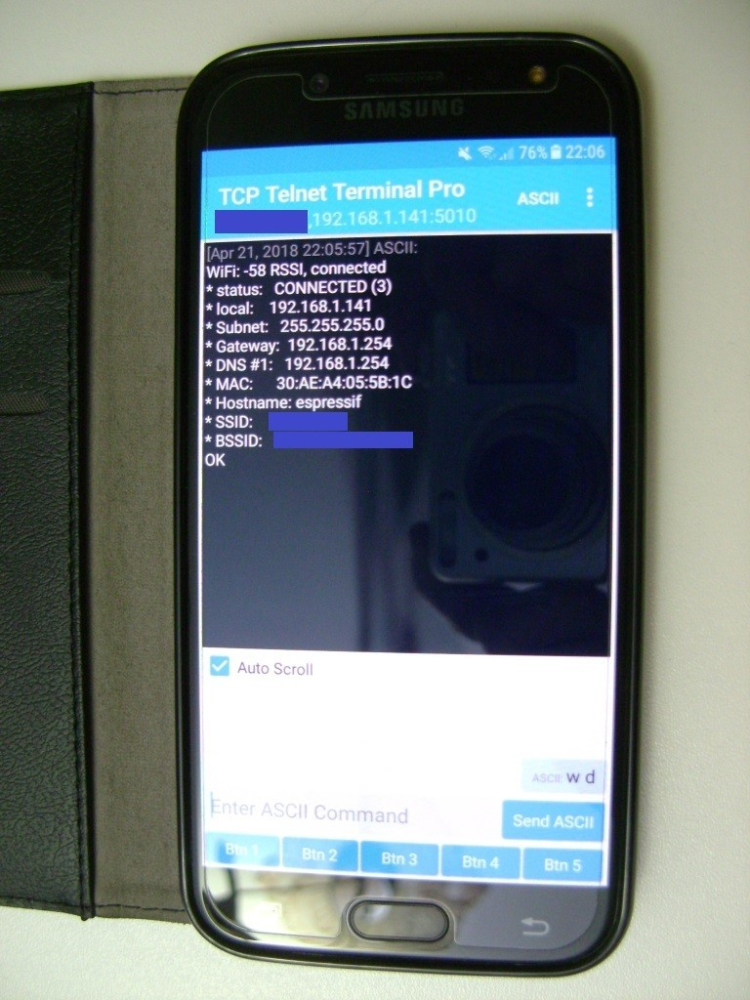 SAMSUNG
76% 22:06
TCP Telnet Terminal Pro
ASCII
,192.168.1.141:5010
[Apr 21, 2018 22:05:57] ASCII:
WiFi: -58 RSSI, connected
* status: CONNECTED (3)
* local: 192.168.1.141
* Subnet: 255.255.255.0
* Gateway: 192.168.1.254
* DNS #1: 192.168.1.254
* MAC: 30:AE:A4:05:5B:1C
* Hostname: espressif
* SSID:
* BSSID:
OK
Auto Scroll
ASCII: w d
Enter ASCII Command
Send ASCII
Btn 1 Btn 2 Btn 3 Btn 4 Btn 5